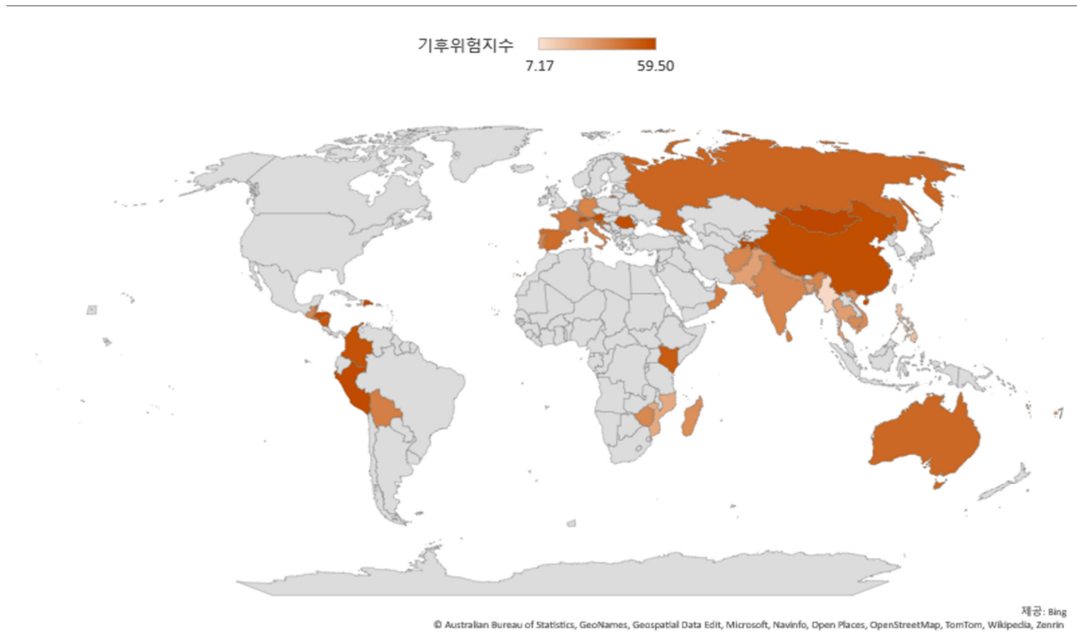 기후위험지수
7.17 59.50
제공: Bing
© Australian Bureau of Statistics, GeoNames, Geospatial Data Edit, Microsoft, Navinfo, Open Places, OpenStreetMap, TomTom, Wikipedia, Zenrin